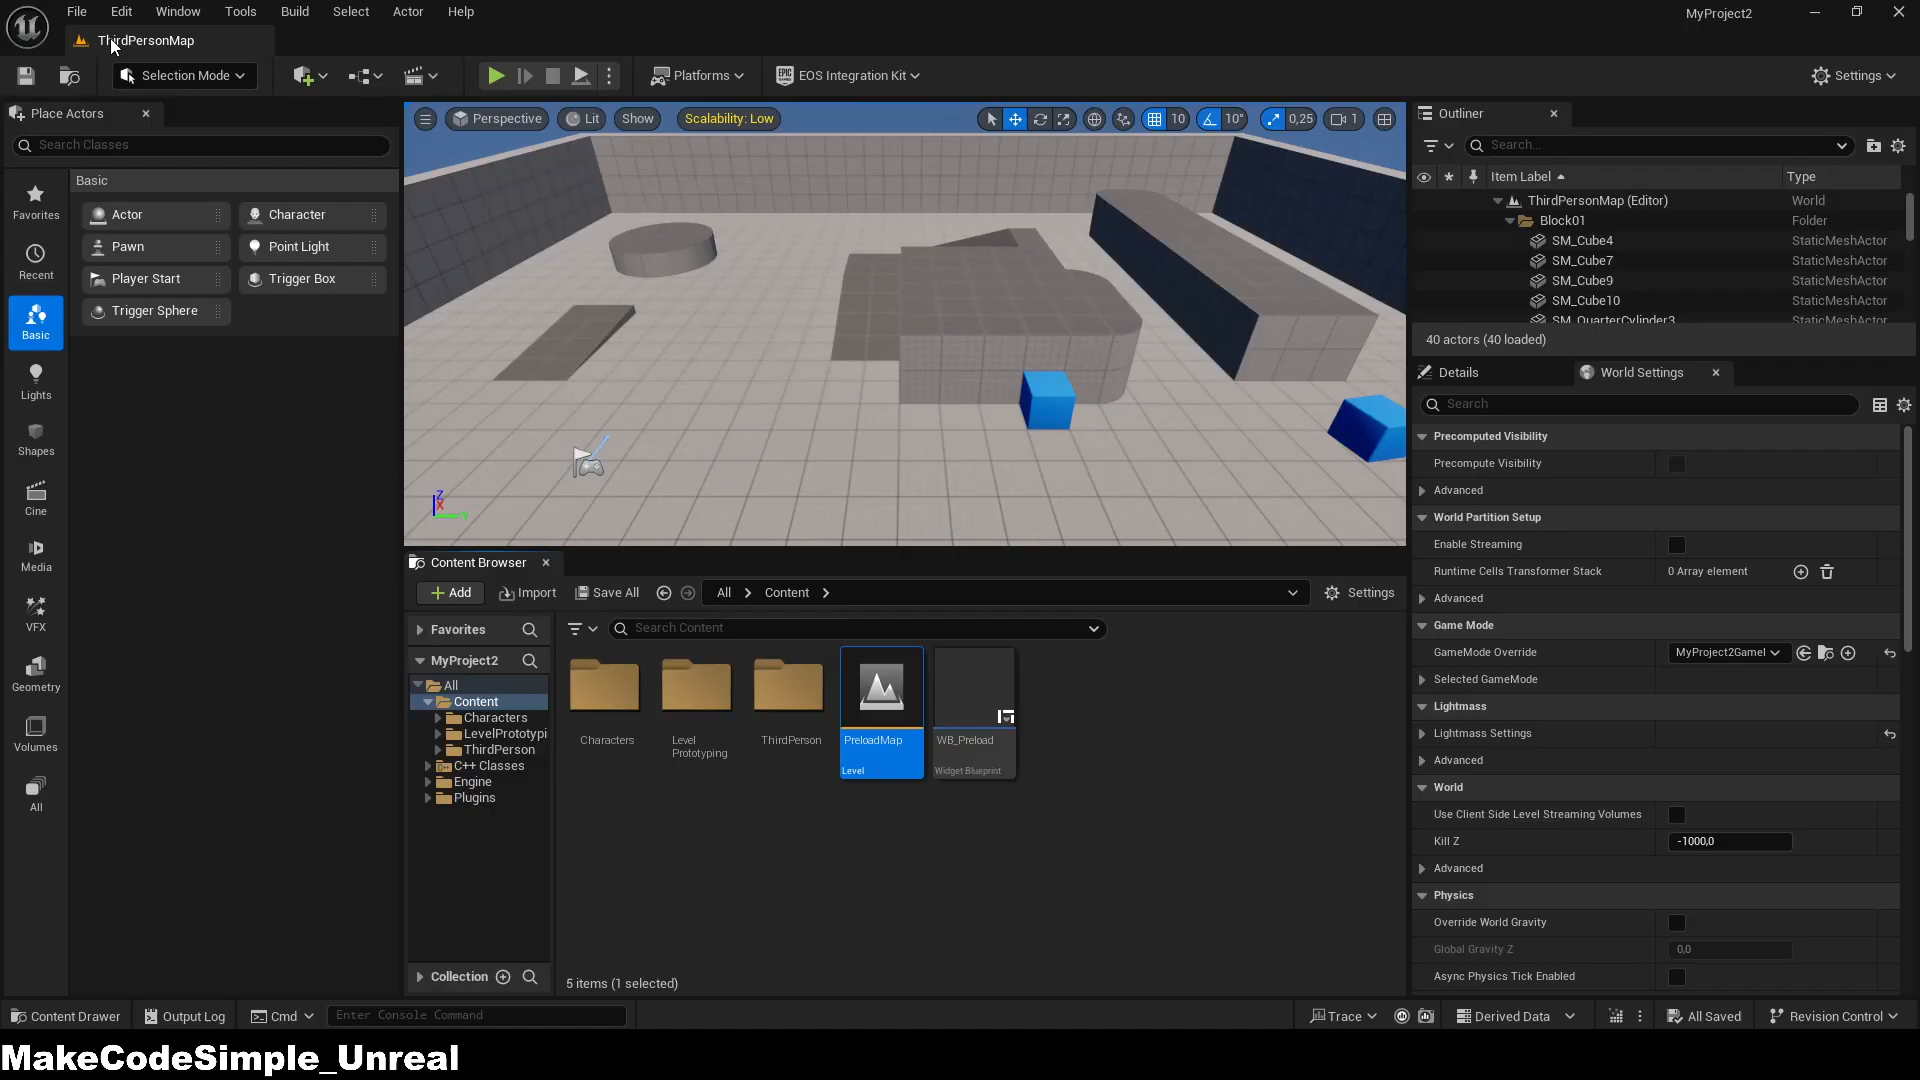 File Edit Window Tools Build Select Actor Help
MyProject2
ThirdPersonMap
Selection Mode
Platforms
EOS Integration Kit
Settings
Place Actors
Search Classes
Favorites
Recent
Basic
Lights
Shapes
Cine
Media
VFX
Geometry
Volumes
All
Basic
Actor
Character
Pawn
Point Light
Player Start
Trigger Box
Trigger Sphere
Perspective
Lit
Show
Scalability: Low
10
10°
0,25
1
Z
X
Outliner
Search...
Item Label
Type
ThirdPersonMap (Editor)
World
Block01
Folder
SM_Cube4
StaticMeshActor
SM_Cube7
StaticMeshActor
SM_Cube9
StaticMeshActor
SM_Cube10
StaticMeshActor
SM_QuarterCylinder3
StaticMeshActor
40 actors (40 loaded)
Details
World Settings
Search
Precomputed Visibility
Precompute Visibility
Advanced
World Partition Setup
Enable Streaming
Runtime Cells Transformer Stack
0 Array element
Advanced
Game Mode
GameMode Override
MyProject2GameI
Selected GameMode
Lightmass
Lightmass Settings
Advanced
World
Use Client Side Level Streaming Volumes
Kill Z
-1000,0
Advanced
Physics
Override World Gravity
Global Gravity Z
0,0
Async Physics Tick Enabled
Content Browser
Add
Import
Save All
All
Content
Settings
Favorites
Search Content
MyProject2
All
Content
Characters
LevelPrototypi
ThirdPerson
C++ Classes
Engine
Plugins
Collection
Characters
Level
Prototyping
ThirdPerson
PreloadMap
Level
WB_Preload
Widget Blueprint
5 items (1 selected)
Content Drawer
Output Log
Cmd
Enter Console Command
Trace
Derived Data
All Saved
Revision Control
MakeCodeSimple_Unreal